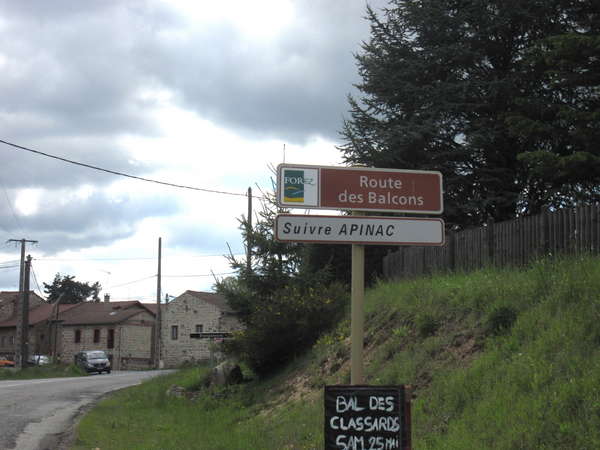 FOREZ
Route
des Balcons
Suivre APINAC
BAL DES
CLASSARDS
SAM.25 MAI